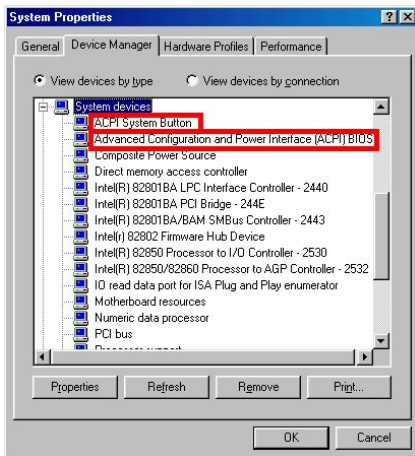 System Properties
General Device Manager Hardware Profiles Performance
View devices by type View devices by connection
System devices
ACPI System Button
Advanced Configuration and Power Interface (ACPI) BIOS
Composite Power Source
Direct memory access controller
Intel(R) 82801BA LPC Interface Controller - 2440
Intel(R) 82801BA PCI Bridge - 244E
Intel(R) 82801BA/BAM SMBus Controller - 2443
Intel(r) 82802 Firmware Hub Device
Intel(R) 82850 Processor to I/O Controller - 2530
Intel(R) 82850/82860 Processor to AGP Controller - 2532
IO read data port for ISA Plug and Play enumerator
Motherboard resources
Numeric data processor
PCI bus
Processor support
Properties Refresh Remove Print...
OK Cancel